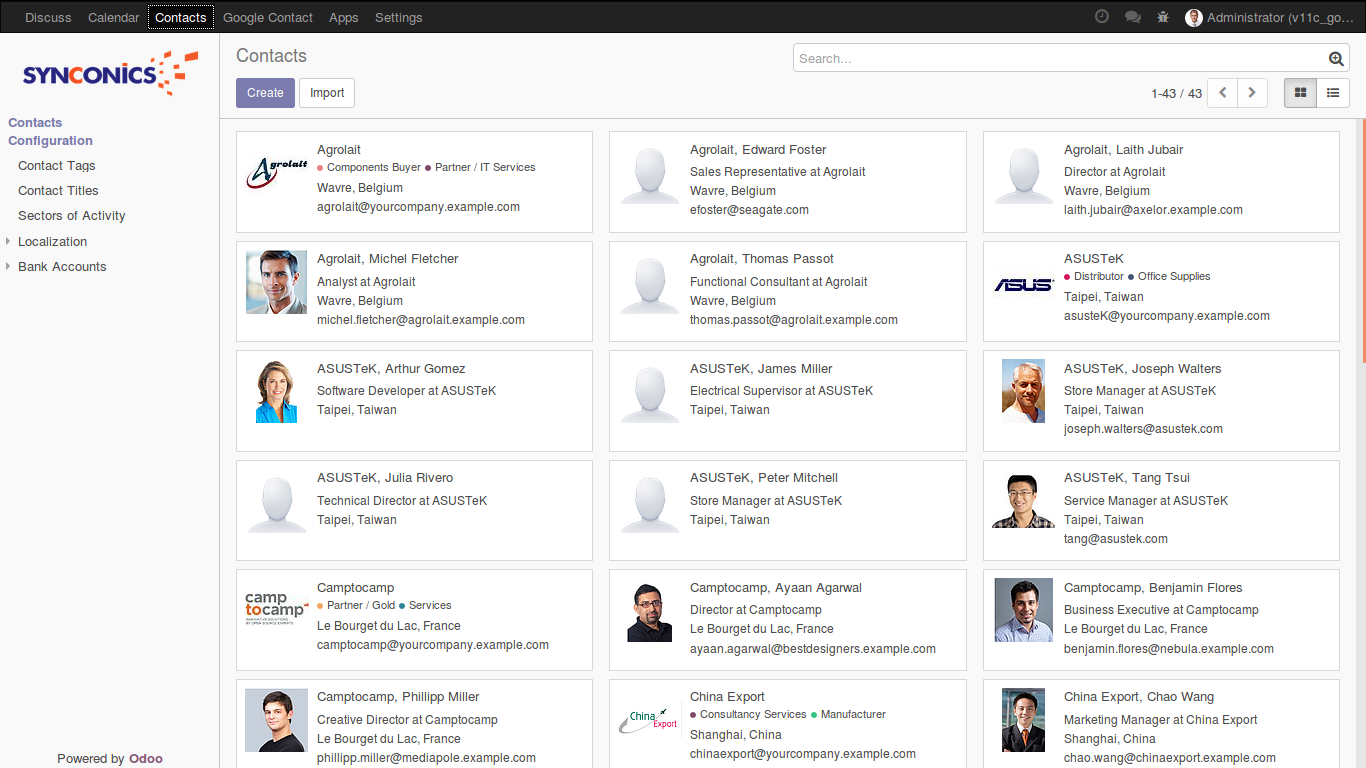 Discuss Calendar Contacts Google Contact Apps Settings Administrator (v11c_go...
SYNCONICS
Contacts
Configuration
Contact Tags
Contact Titles
Sectors of Activity
Localization
Bank Accounts
Powered by Odoo
Contacts
Search...
Create Import
1-43 / 43
Agrolait
Agrolait
Components Buyer Partner / IT Services
Wavre, Belgium
agrolait@yourcompany.example.com
Agrolait, Edward Foster
Sales Representative at Agrolait
Wavre, Belgium
efoster@seagate.com
Agrolait, Laith Jubair
Director at Agrolait
Wavre, Belgium
laith.jubair@axelor.example.com
Agrolait, Michel Fletcher
Analyst at Agrolait
Wavre, Belgium
michel.fletcher@agrolait.example.com
Agrolait, Thomas Passot
Functional Consultant at Agrolait
Wavre, Belgium
thomas.passot@agrolait.example.com
ASUS
ASUSTeK
Distributor Office Supplies
Taipei, Taiwan
asusteK@yourcompany.example.com
ASUSTeK, Arthur Gomez
Software Developer at ASUSTeK
Taipei, Taiwan
ASUSTeK, James Miller
Electrical Supervisor at ASUSTeK
Taipei, Taiwan
ASUSTeK, Joseph Walters
Store Manager at ASUSTeK
Taipei, Taiwan
joseph.walters@asustek.com
ASUSTeK, Julia Rivero
Technical Director at ASUSTeK
Taipei, Taiwan
ASUSTeK, Peter Mitchell
Store Manager at ASUSTeK
Taipei, Taiwan
ASUSTeK, Tang Tsui
Service Manager at ASUSTeK
Taipei, Taiwan
tang@asustek.com
camp
tocamp
INNOVATIVE SOLUTIONS
BY OPEN SOURCE EXPERTS
Camptocamp
Partner / Gold Services
Le Bourget du Lac, France
camptocamp@yourcompany.example.com
Camptocamp, Ayaan Agarwal
Director at Camptocamp
Le Bourget du Lac, France
ayaan.agarwal@bestdesigners.example.com
Camptocamp, Benjamin Flores
Business Executive at Camptocamp
Le Bourget du Lac, France
benjamin.flores@nebula.example.com
Camptocamp, Phillipp Miller
Creative Director at Camptocamp
Le Bourget du Lac, France
phillipp.miller@mediapole.example.com
China
Export
China Export
Consultancy Services Manufacturer
Shanghai, China
chinaexport@yourcompany.example.com
China Export, Chao Wang
Marketing Manager at China Export
Shanghai, China
chao.wang@chinaexport.example.com